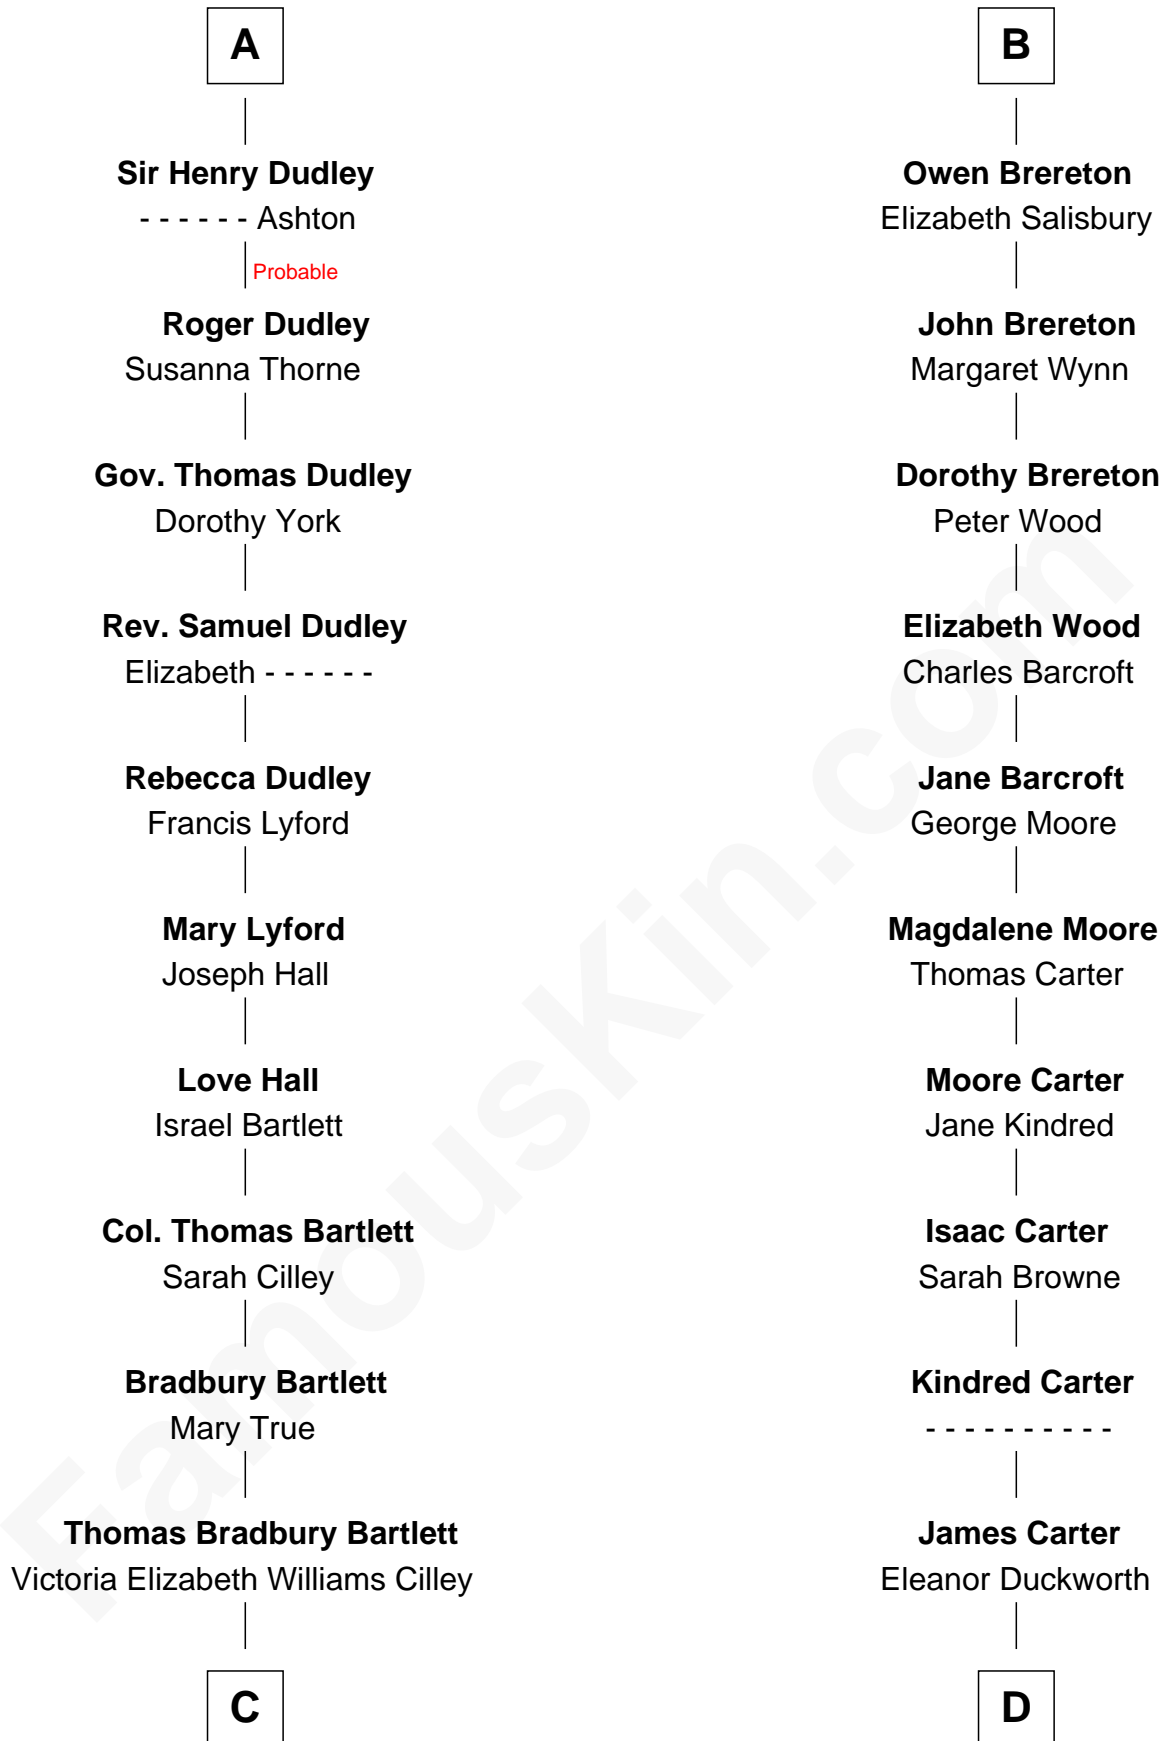 A
Sir Henry Dudley
- - - - - - Ashton
Probable
Roger Dudley
Susanna Thorne
Gov. Thomas Dudley
Dorothy York
Rev. Samuel Dudley
Elizabeth - - - - - -
Rebecca Dudley
Francis Lyford
Mary Lyford
Joseph Hall
Love Hall
Israel Bartlett
Col. Thomas Bartlett
Sarah Cilley
Bradbury Bartlett
Mary True
Thomas Bradbury Bartlett
Victoria Elizabeth Williams Cilley
C
B
Owen Brereton
Elizabeth Salisbury
John Brereton
Margaret Wynn
Dorothy Brereton
Peter Wood
Elizabeth Wood
Charles Barcroft
Jane Barcroft
George Moore
Magdalene Moore
Thomas Carter
Moore Carter
Jane Kindred
Isaac Carter
Sarah Browne
Kindred Carter
- - - - - - - - - -
James Carter
Eleanor Duckworth
D
FamousKin.com